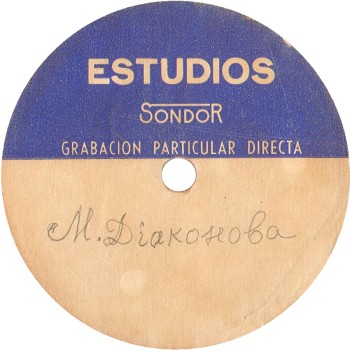 ESTUDIOS
SONDOR
GRABACION PARTICULAR DIRECTA
М. Діаконова